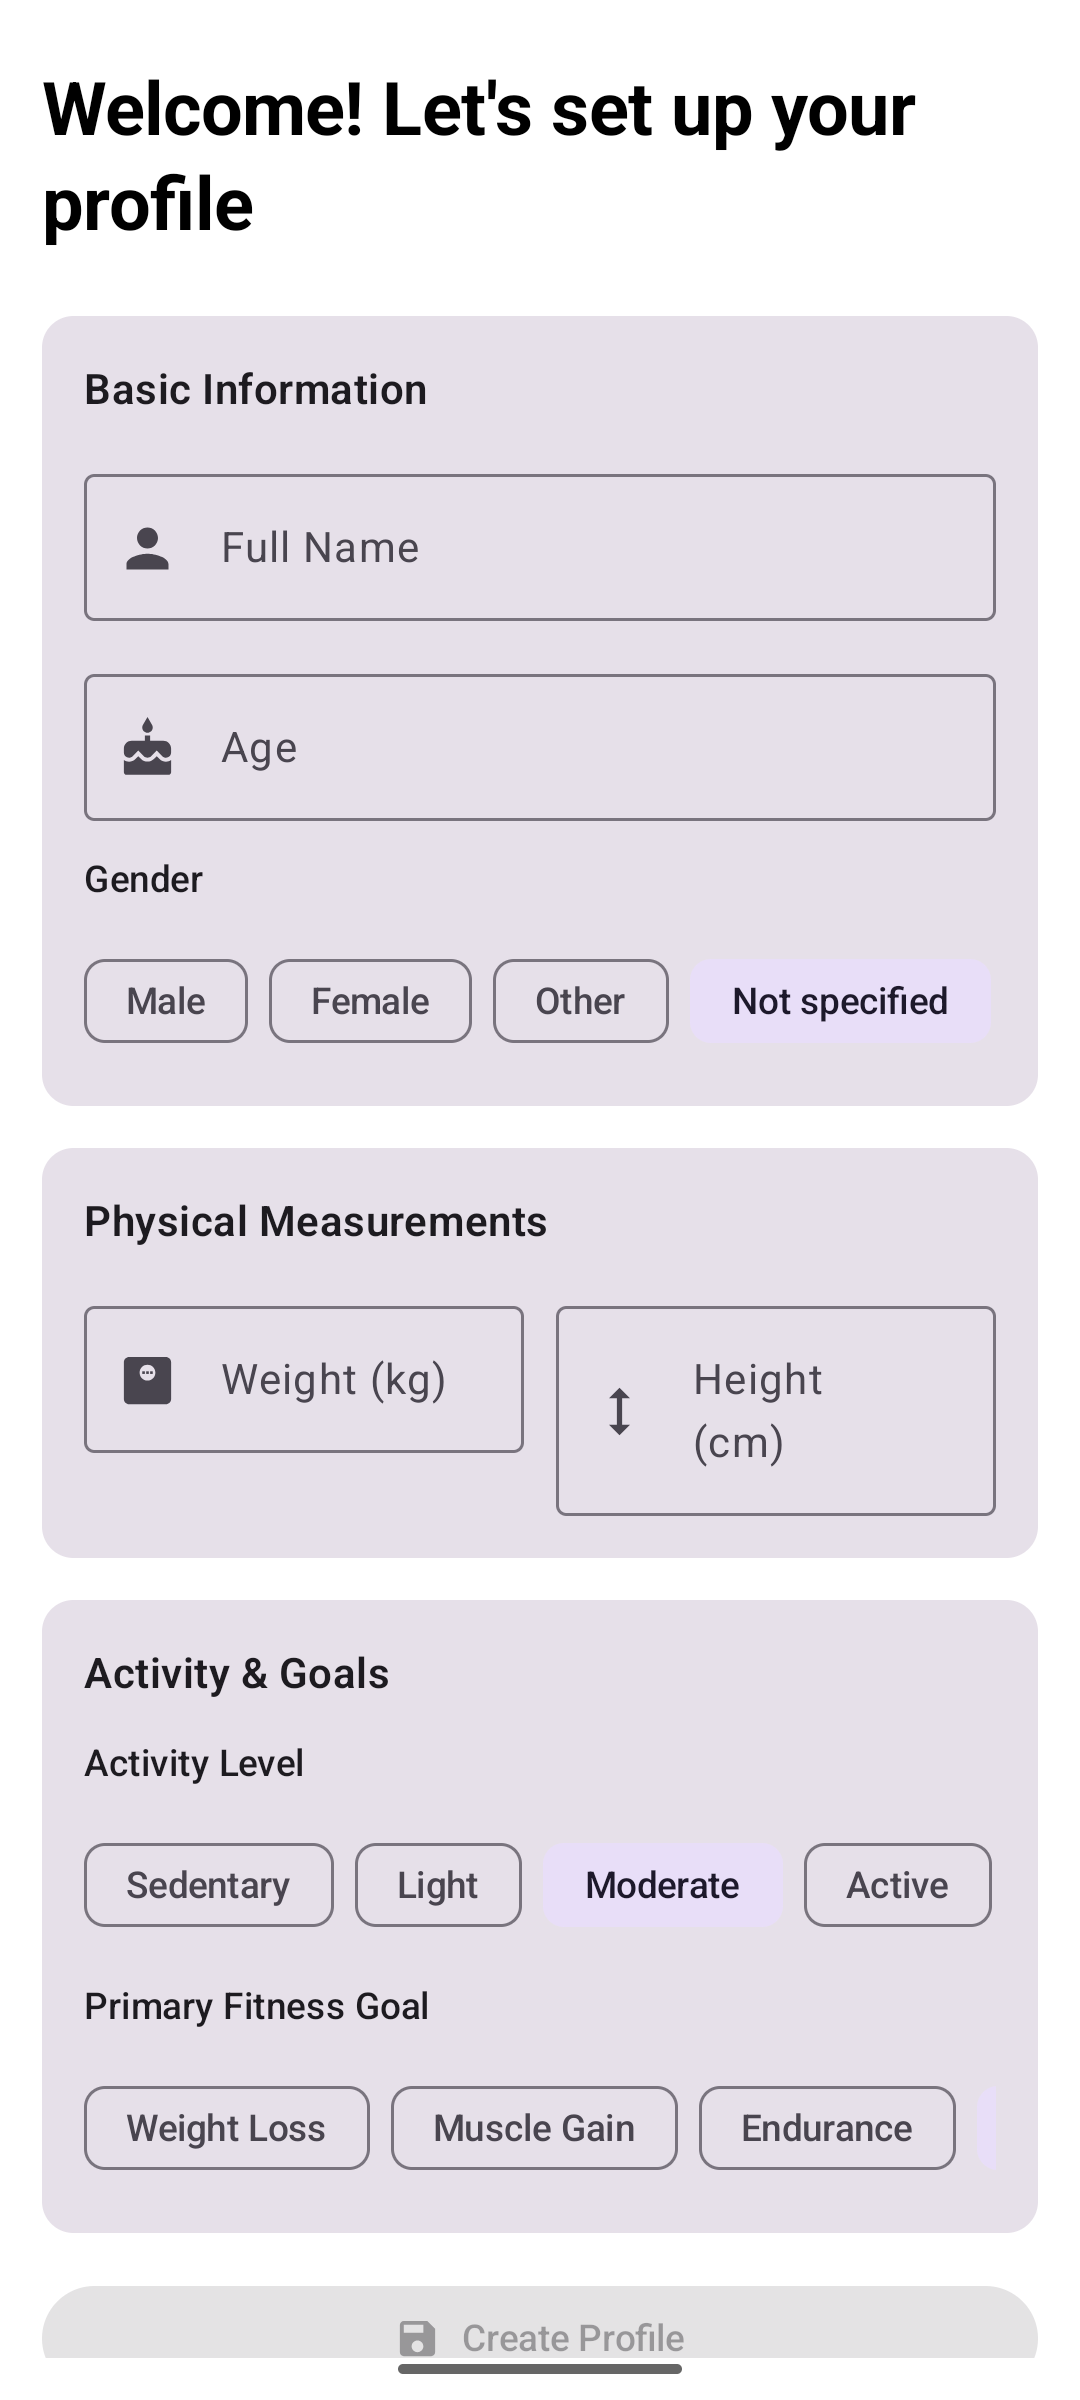 Welcome! Let's set up your
profile
Basic Information
Full Name
Age
Gender
Male Female Other Not specified
Physical Measurements
Weight (kg) Height
(cm)
Activity & Goals
Activity Level
Sedentary Light Moderate Active
Primary Fitness Goal
Weight Loss Muscle Gain Endurance
Create Profile